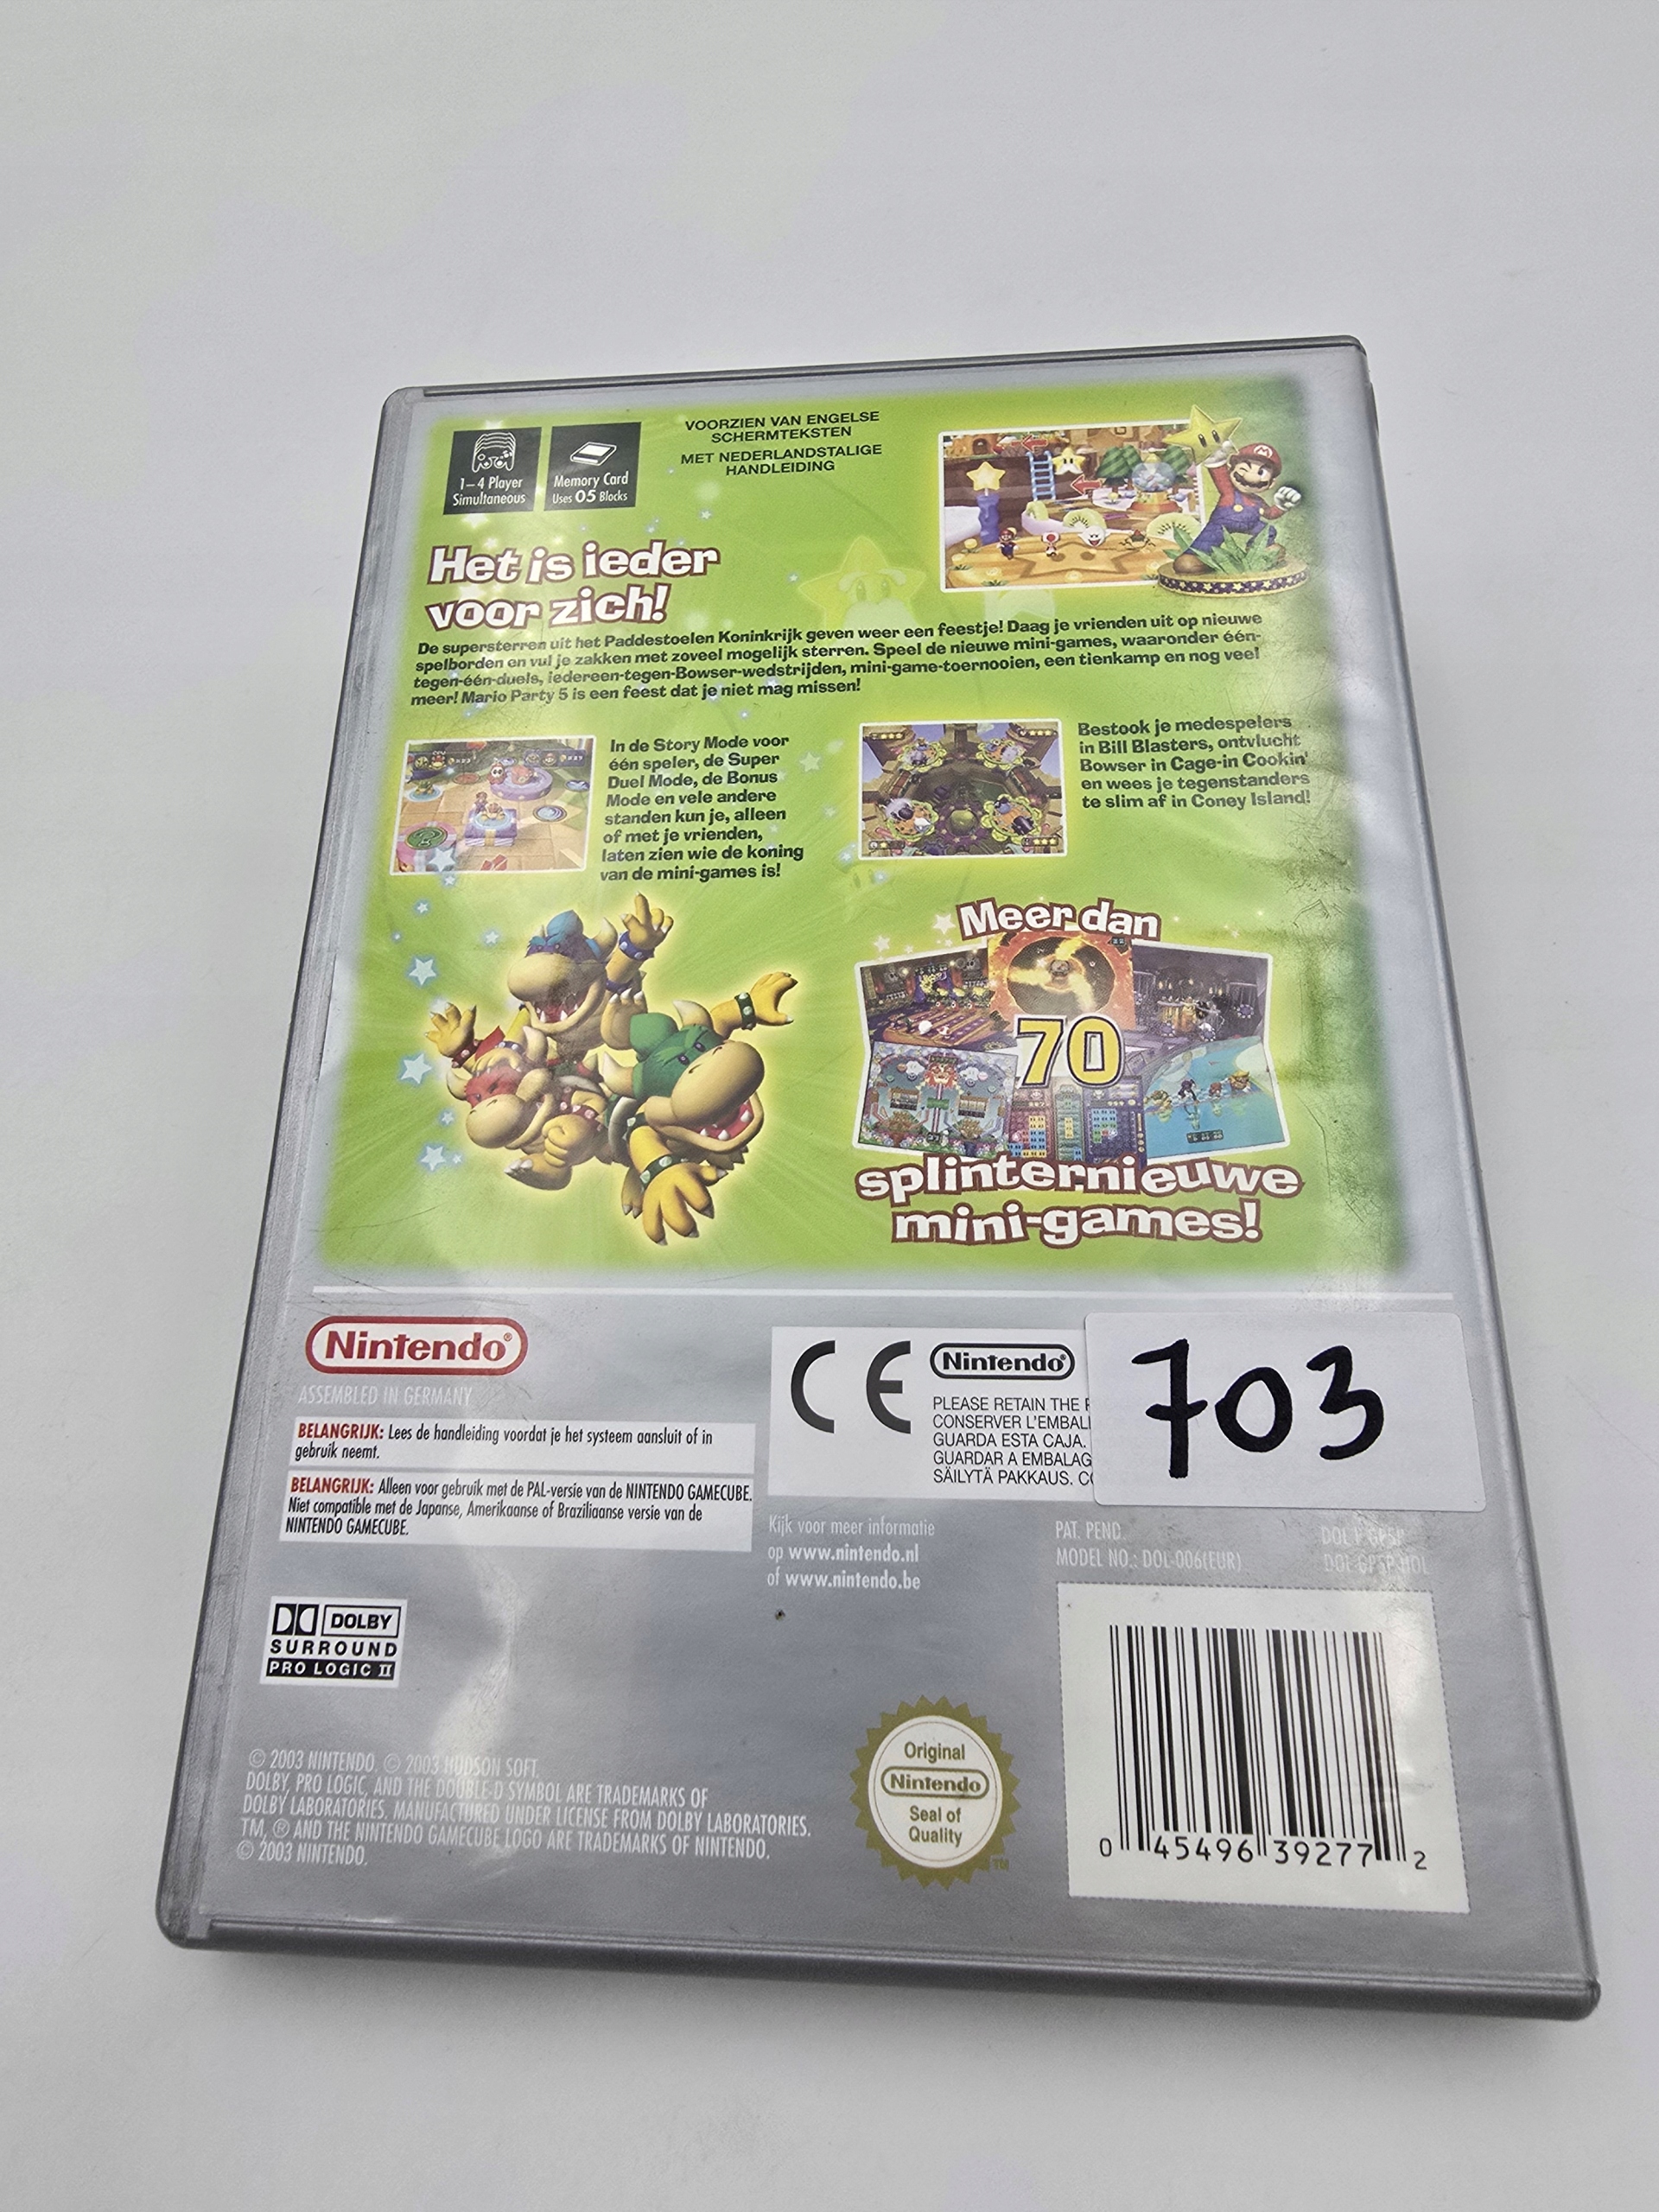 1–4 Player
Simultaneous
Memory Card
Uses 05 Blocks
VOORZIEN VAN ENGELSE
SCHERMTEKSTEN
MET NEDERLANDSTALIGE
HANDLEIDING
Het is ieder
voor zich!
De supersterren uit het Paddestoelen Koninkrijk geven weer een feestje! Daag je vrienden uit op nieuwe
spelborden en vul je zakken met zoveel mogelijk sterren. Speel de nieuwe mini-games, waaronder één-
tegen-één-duels, iedereen-tegen-Bowser-wedstrijden, mini-game-toernooien, een tienkamp en nog veel
meer! Mario Party 5 is een feest dat je niet mag missen!
In de Story Mode voor
één speler, de Super
Duel Mode, de Bonus
Mode en vele andere
standen kun je, alleen
of met je vrienden,
laten zien wie de koning
van de mini-games is!
Bestook je medespelers
in Bill Blasters, ontvlucht
Bowser in Cage-in Cookin'
en wees je tegenstanders
te slim af in Coney Island!
Meer dan
70
splinternieuwe
mini-games!
Nintendo®
ASSEMBLED IN GERMANY
BELANGRIJK: Lees de handleiding voordat je het systeem aansluit of in
gebruik neemt.
BELANGRIJK: Alleen voor gebruik met de PAL-versie van de NINTENDO GAMECUBE.
Niet compatible met de Japanse, Amerikaanse of Braziliaanse versie van de
NINTENDO GAMECUBE.
CE
Nintendo®
PLEASE RETAIN THE
CONSERVER L'EMBAL
GUARDA ESTA CAJA.
GUARDAR A EMBALAG
SÄILYTÄ PAKKAUS. C
703
Kijk voor meer informatie
op www.nintendo.nl
of www.nintendo.be
PAT. PEND.
MODEL NO.: DOL-006(EUR)
DOL P GP5P
DOL-GP5P-HOL
DOLBY
SURROUND
PRO LOGIC II
© 2003 NINTENDO. © 2003 HUDSON SOFT.
DOLBY, PRO LOGIC, AND THE DOUBLE-D SYMBOL ARE TRADEMARKS OF
DOLBY LABORATORIES. MANUFACTURED UNDER LICENSE FROM DOLBY LABORATORIES.
TM, ® AND THE NINTENDO GAMECUBE LOGO ARE TRADEMARKS OF NINTENDO.
© 2003 NINTENDO.
Original
Nintendo
Seal of
Quality
TM
0 45496 39277 2